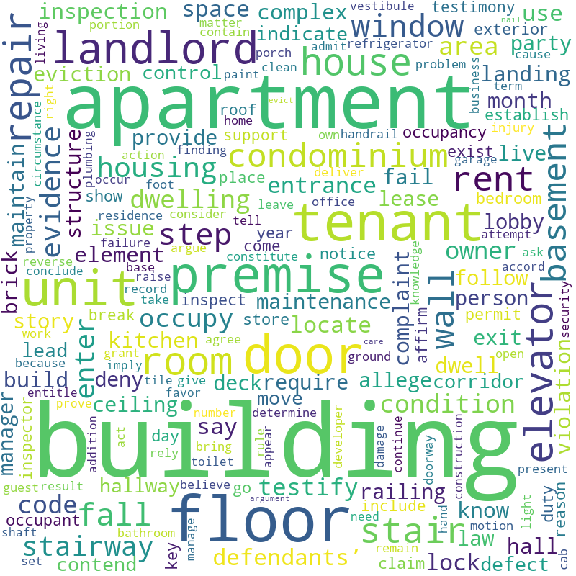 inspection
space
complex
vestibule
testimony
portion
matter
contain
indicate
window
admit
refrigerator
exterior
use
landlord
house
party
living
repair
eviction
control
paint
clean
porch
problem
area
cause
landing
apartment
business
term
month
establish
circumstance
right
evidence
maintain
property
plumbing
structure
provide
evict
roof
home
support
own
handrail
occupancy
injury
housing
action
finding
condominium
exist
live
basement
occur
foot
place
deliver
garage
fail
show
dwelling
entrance
lease
bedroom
residence
consider
leave
office
lobby
attempt
issue
tell
tenant
brick
reverse
conclude
failure
argue
step
year
come
constitute
notice
knowledge
owner
ask
accord
element
base
raise
record
premise
unit
take
inspect
maintenance
complaint
person
follow
security
story
work
break
store
wall
affirm
permit
enter
occupy
locate
elevator
exit
lead
because
grant
kitchen
agree
imply
room
door
ground
care
dwell
open
build
entitle
deny
tile
give
deck
require
allege
corridor
violation
manager
inspector
prove
ceiling
favor
move
condition
number
determine
building
addition
act
day
rely
say
bring
rule
appear
developer
damage
continue
testify
railing
doorway
construction
know
present
guest
result
hallway
toilet
believe
go
include
duty
reason
code
fall
floor
stair
light
occupant
bathroom
manage
argument
need
hand
law
motion
hall
shaft
stairway
key
remain
claim
lock
defect
cab
set
contend
defendants’